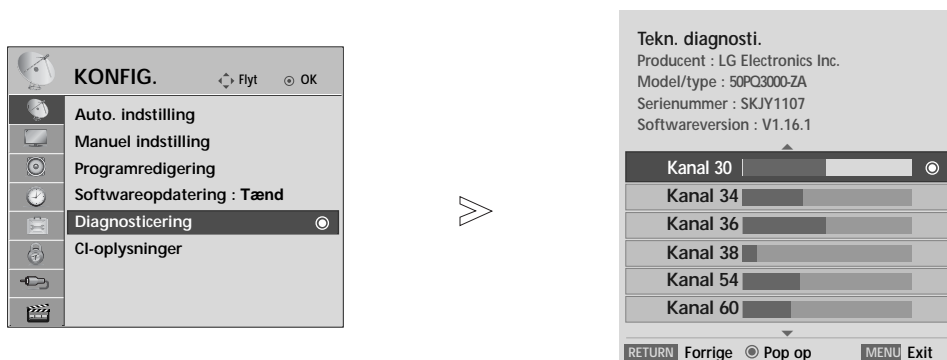 KONFIG.
Flyt
OK
Auto. indstilling
Manuel indstilling
Programredigering
Softwareopdatering : Tænd
Diagnosticering
CI-oplysninger
Tekn. diagnosti.
Producent : LG Electronics Inc.
Model/type : 50PQ3000-ZA
Serienummer : SKJY1107
Softwareversion : V1.16.1
Kanal 30
Kanal 34
Kanal 36
Kanal 38
Kanal 54
Kanal 60
RETURN Forrige Pop op MENU Exit